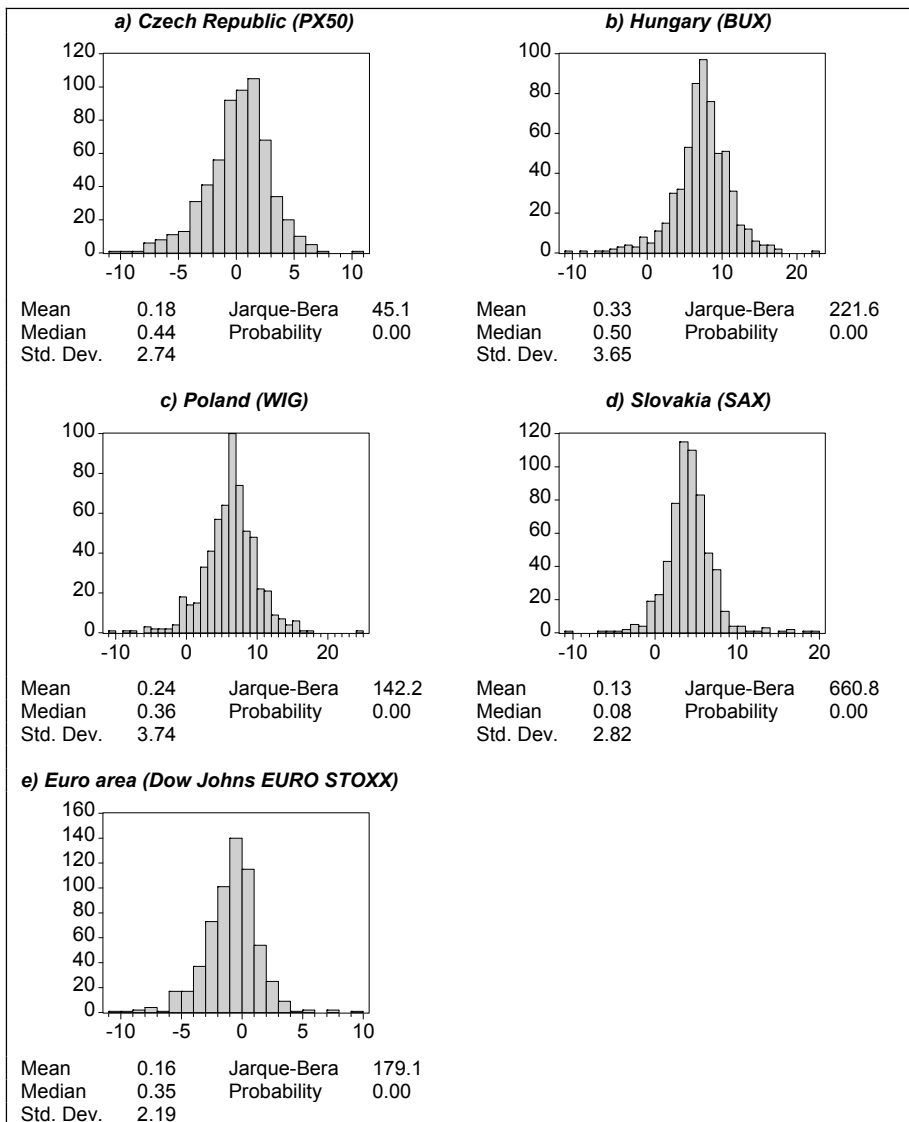 a) Czech Republic (PX50)
120
100
80
60
40
20
0
-10 -5 0 5 10
Mean 0.18 Jarque-Bera 45.1
Median 0.44 Probability 0.00
Std. Dev. 2.74
b) Hungary (BUX)
100
80
60
40
20
0
-10 0 10 20
Mean 0.33 Jarque-Bera 221.6
Median 0.50 Probability 0.00
Std. Dev. 3.65
c) Poland (WIG)
100
80
60
40
20
0
-10 0 10 20
Mean 0.24 Jarque-Bera 142.2
Median 0.36 Probability 0.00
Std. Dev. 3.74
d) Slovakia (SAX)
120
100
80
60
40
20
0
-10 0 10 20
Mean 0.13 Jarque-Bera 660.8
Median 0.08 Probability 0.00
Std. Dev. 2.82
e) Euro area (Dow Johns EURO STOXX)
160
140
120
100
80
60
40
20
0
-10 -5 0 5 10
Mean 0.16 Jarque-Bera 179.1
Median 0.35 Probability 0.00
Std. Dev. 2.19